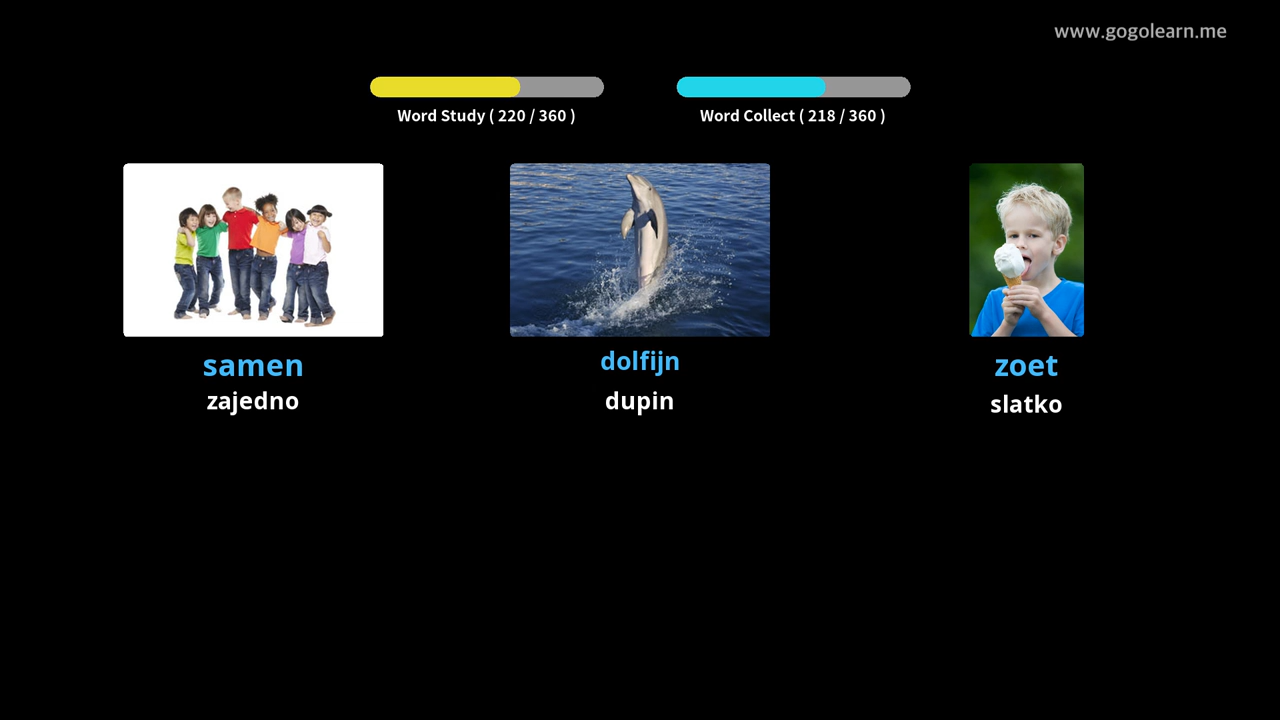 www.gogolearn.me
Word Study ( 220 / 360 )
Word Collect ( 218 / 360 )
samen
zajedno
dolfijn
dupin
zoet
slatko